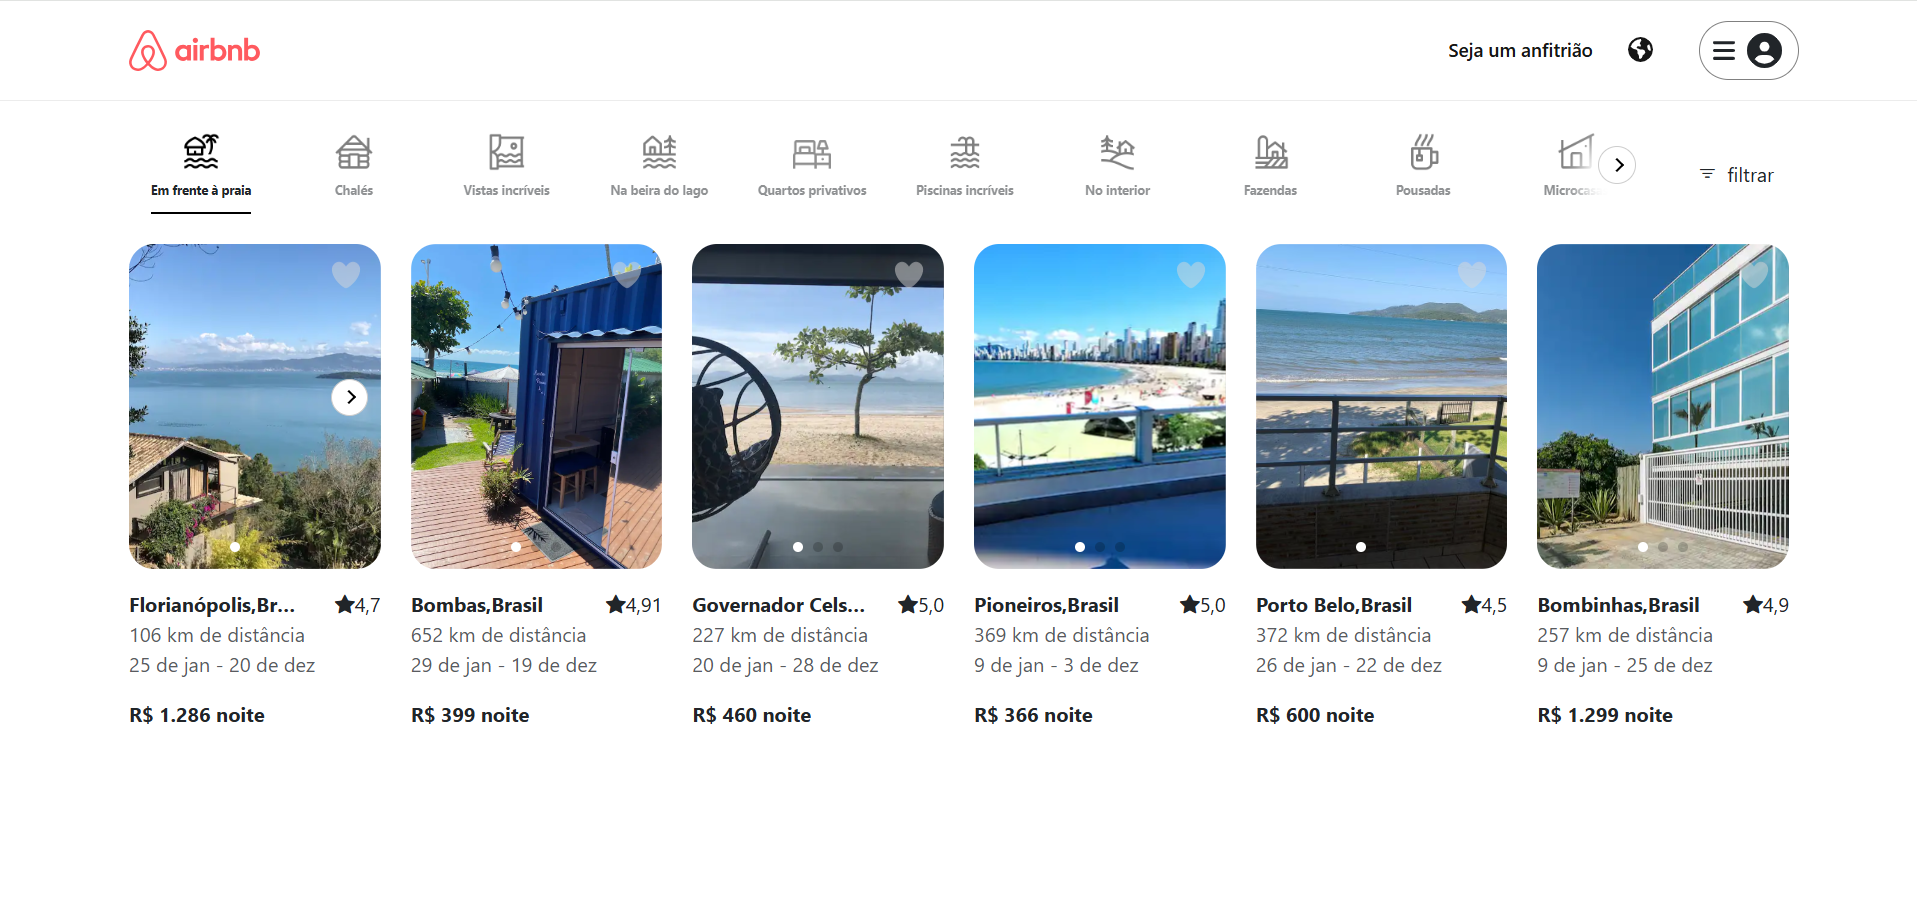 airbnb
Seja um anfitrião
Em frente à praia
Chalés
Vistas incríveis
Na beira do lago
Quartos privativos
Piscinas incríveis
No interior
Fazendas
Pousadas
Microcas
filtrar
Florianópolis,Br... 4,7
106 km de distância
25 de jan - 20 de dez
R$ 1.286 noite
Bombas,Brasil 4,91
652 km de distância
29 de jan - 19 de dez
R$ 399 noite
Governador Cels... 5,0
227 km de distância
20 de jan - 28 de dez
R$ 460 noite
Pioneiros,Brasil 5,0
369 km de distância
9 de jan - 3 de dez
R$ 366 noite
Porto Belo,Brasil 4,5
372 km de distância
26 de jan - 22 de dez
R$ 600 noite
Bombinhas,Brasil 4,9
257 km de distância
9 de jan - 25 de dez
R$ 1.299 noite